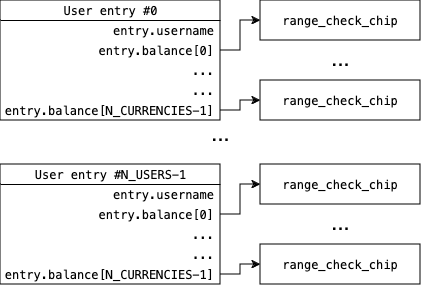 User entry #0
entry.username
entry.balance[0]
...
...
entry.balance[N_CURRENCIES-1]
range_check_chip
...
range_check_chip
...
User entry #N_USERS-1
entry.username
entry.balance[0]
...
...
entry.balance[N_CURRENCIES-1]
range_check_chip
...
range_check_chip